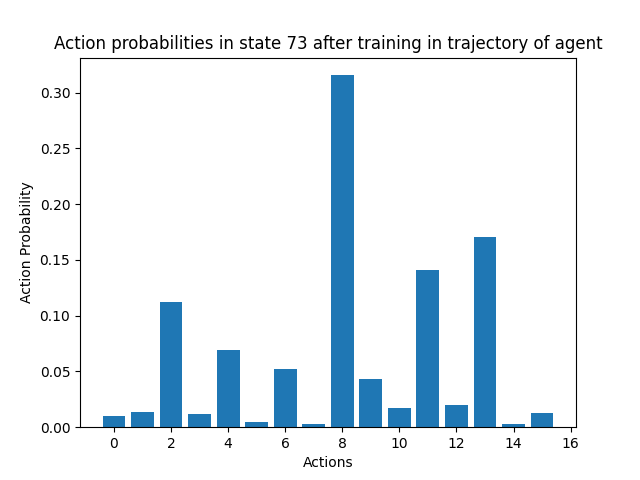 Action probabilities in state 73 after training in trajectory of agent
0.30
0.25
0.20
0.15
0.10
0.05
0.00
Action Probability
0 2 4 6 8 10 12 14 16
Actions